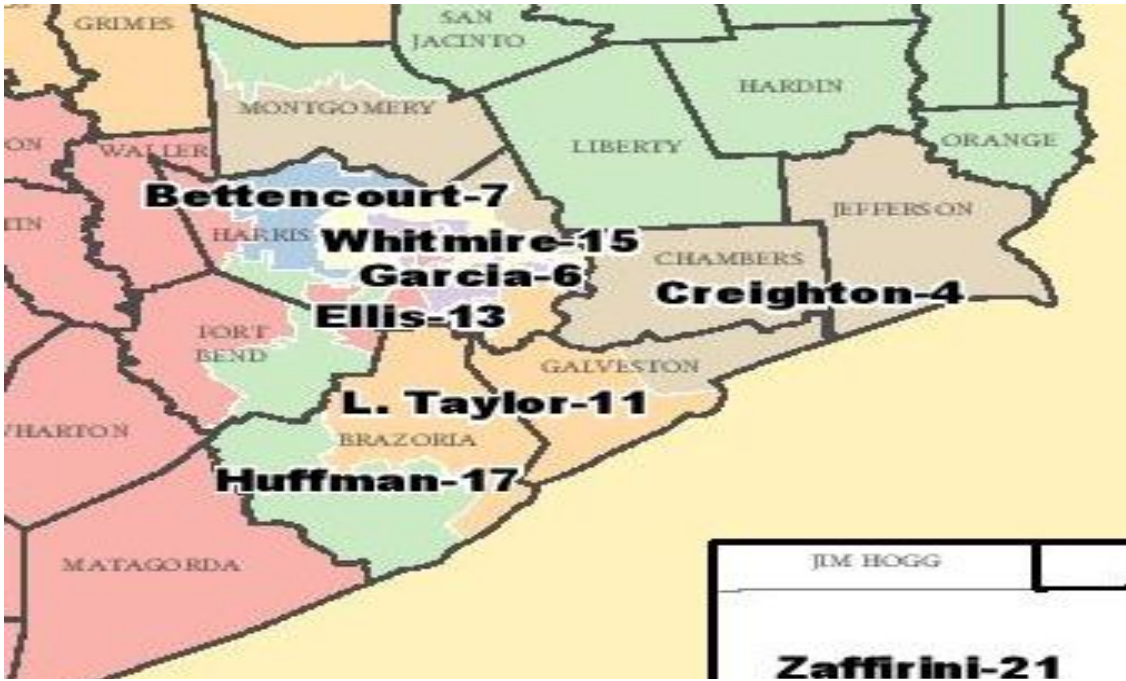 GRIMES
SAN
JACINTO
MONTGOMERY
HARDIN
ON
WALLER
LIBERTY
ORANGE
Bettencourt-7
JEFFERSON
TIN
HARRIS
Whitmire-15
CHAMBERS
Garcia-6
Creighton-4
Ellis-13
FORT
BEND
GALVESTON
L. Taylor-11
WHARTON
BRAZORIA
Huffman-17
MATAGORDA
JIM HOGG
Zaffirini-21